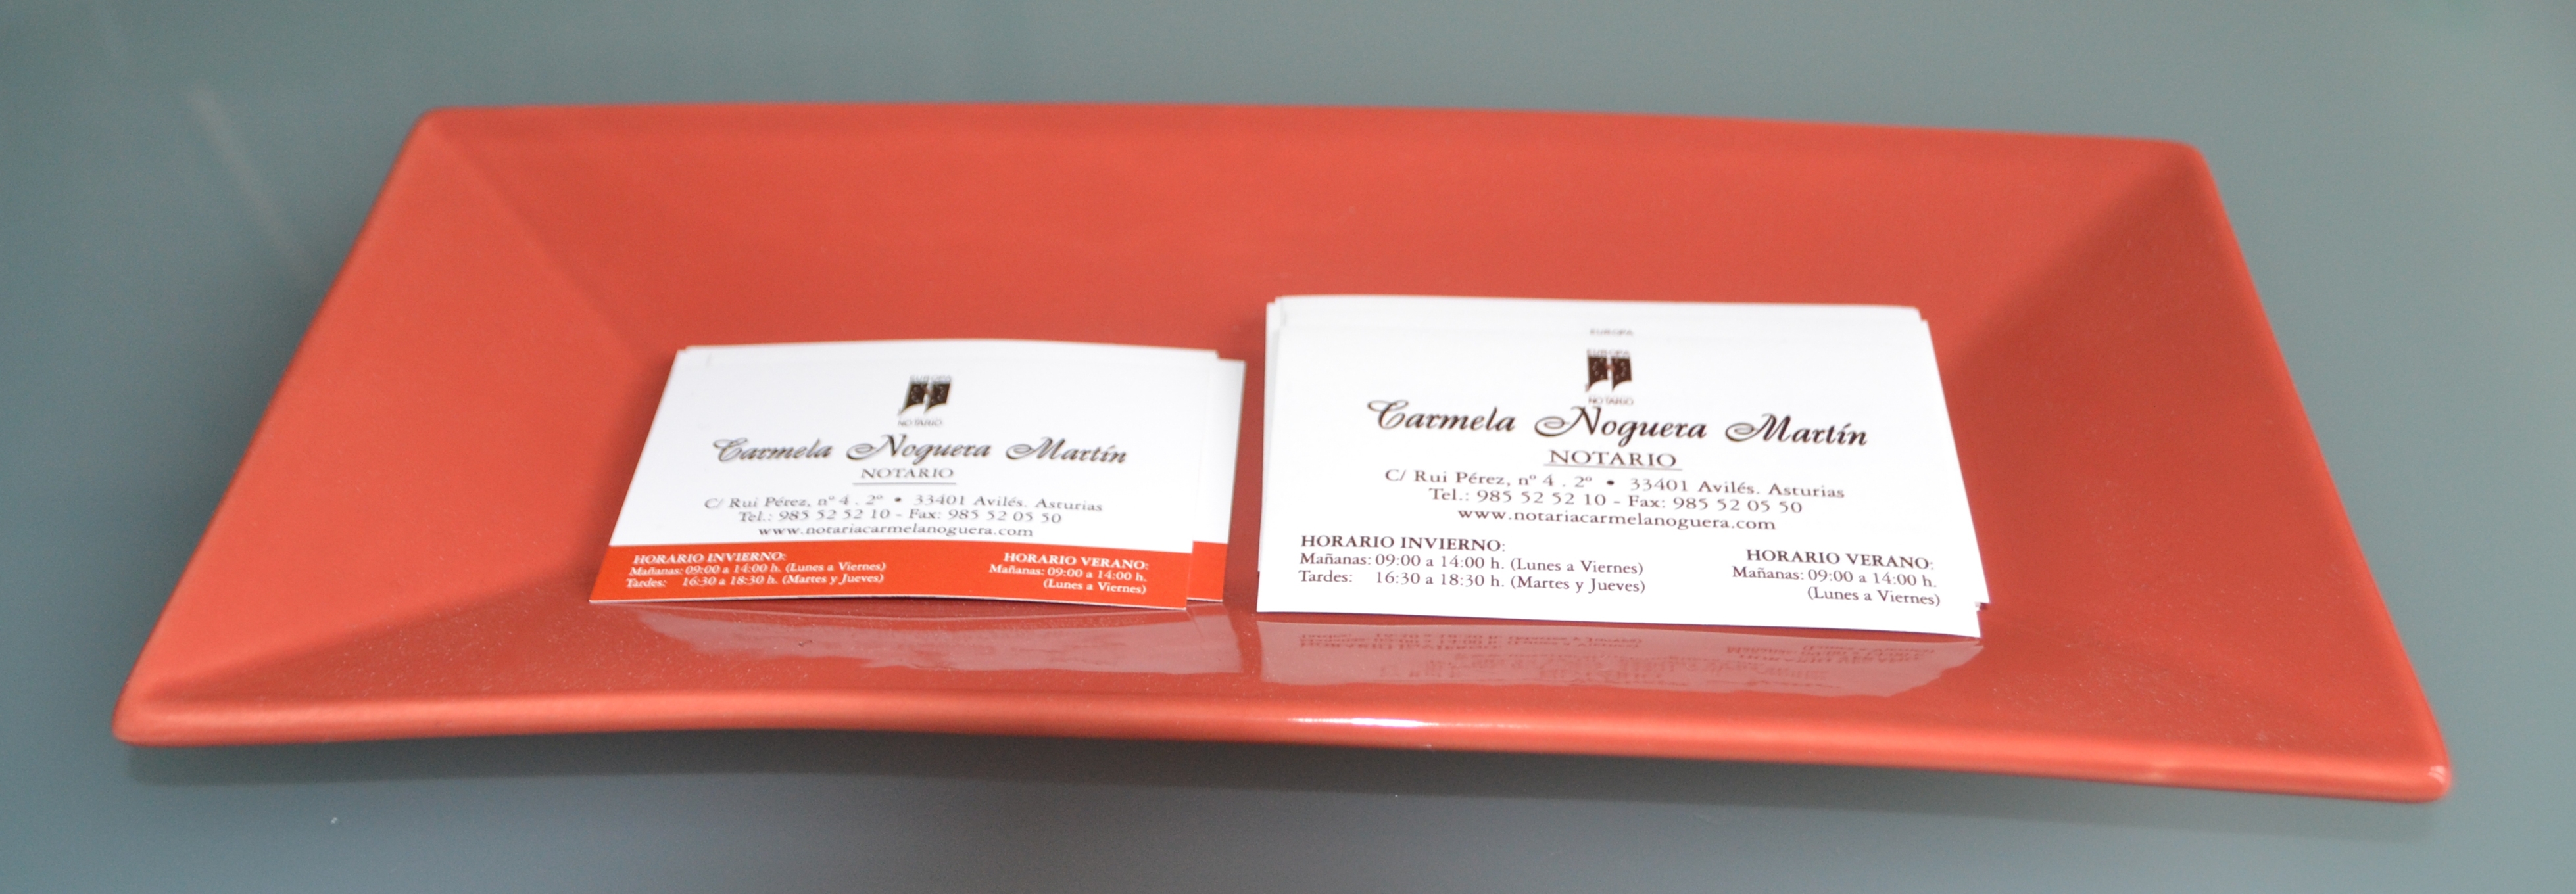 EUROPA
NOTARIO
Carmela Noguera Martín
NOTARIO
C/ Rui Pérez, nº 4 . 2º • 33401 Avilés. Asturias
Tel.: 985 52 52 10 - Fax: 985 52 05 50
www.notariacarmelanoguera.com
HORARIO INVIERNO:
Mañanas: 09:00 a 14:00 h. (Lunes a Viernes)
Tardes: 16:30 a 18:30 h. (Martes y Jueves)
HORARIO VERANO:
Mañanas: 09:00 a 14:00 h.
(Lunes a Viernes)
EUROPA
EUROPA
NOTARIO
Carmela Noguera Martín
NOTARIO
C/ Rui Pérez, nº 4 . 2º • 33401 Avilés. Asturias
Tel.: 985 52 52 10 - Fax: 985 52 05 50
www.notariacarmelanoguera.com
HORARIO INVIERNO:
Mañanas: 09:00 a 14:00 h. (Lunes a Viernes)
Tardes: 16:30 a 18:30 h. (Martes y Jueves)
HORARIO VERANO:
Mañanas: 09:00 a 14:00 h.
(Lunes a Viernes)